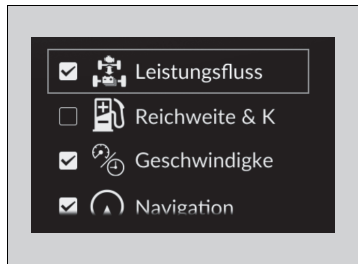 Leistungsfluss
Reichweite & K
Geschwindigke
Navigation